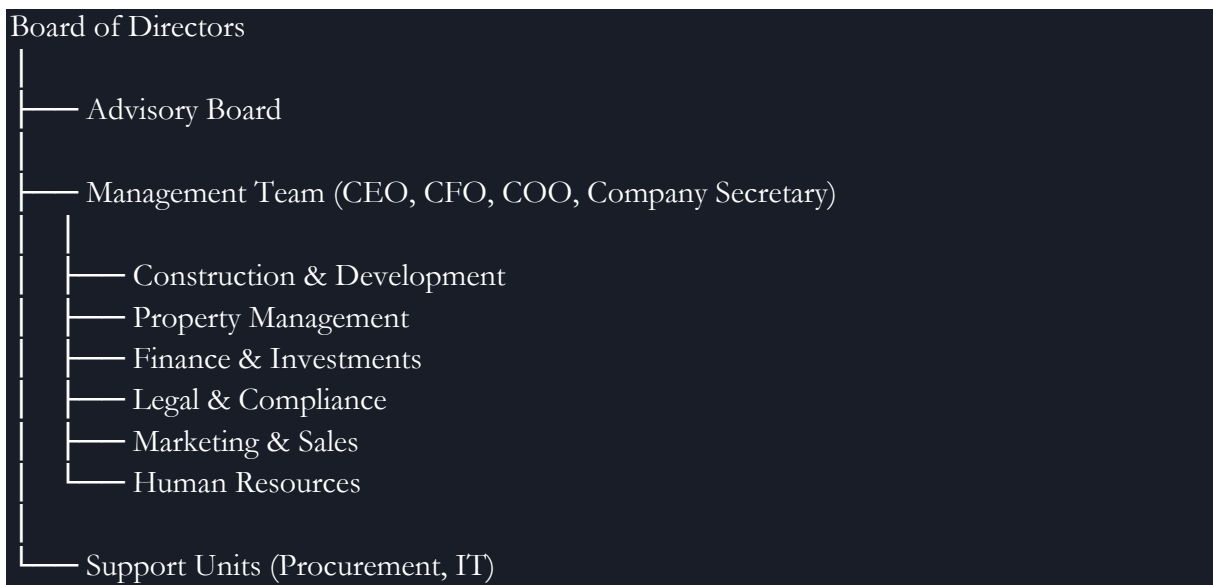 Board of Directors
Advisory Board
Management Team (CEO, CFO, COO, Company Secretary)
Construction & Development
Property Management
Finance & Investments
Legal & Compliance
Marketing & Sales
Human Resources
Support Units (Procurement, IT)